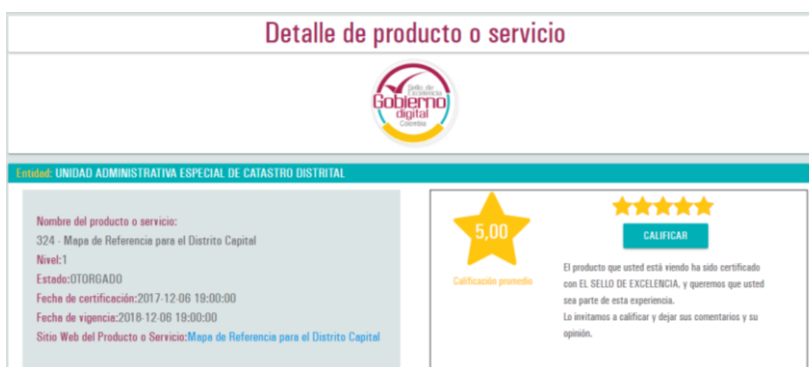 Detalle de producto o servicio
Sello de
Excelencia
Gobierno
digital
Colombia
Entidad: UNIDAD ADMINISTRATIVA ESPECIAL DE CATASTRO DISTRITAL
Nombre del producto o servicio:
324 - Mapa de Referencia para el Distrito Capital
Nivel:1
Estado:OTORGADO
Fecha de certificación:2017-12-06 19:00:00
Fecha de vigencia:2018-12-06 19:00:00
Sitio Web del Producto o Servicio:Mapa de Referencia para el Distrito Capital
5,00
Calificación promedio
CALIFICAR
El producto que usted está viendo ha sido certificado
con EL SELLO DE EXCELENCIA, y queremos que usted
sea parte de esta experiencia.
Lo invitamos a calificar y dejar sus comentarios y su
opinión.